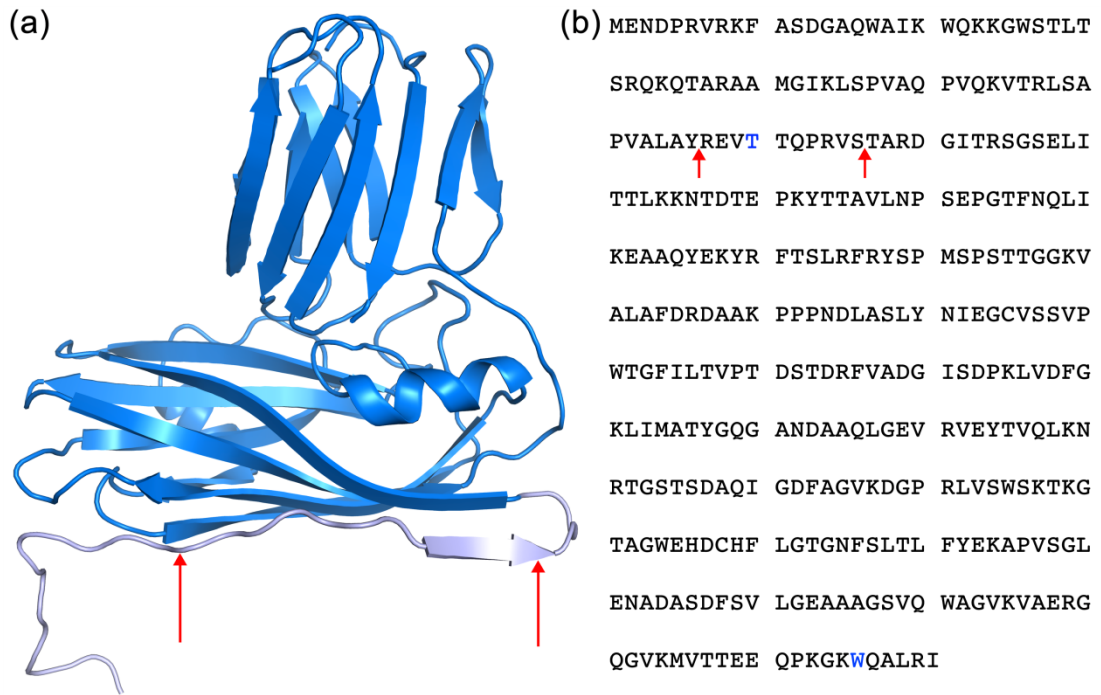 (a)
(b) MENDPRVRKF ASDGAQWAIK WQKKGWSTLT
SRQKQTARAA MGIKLSPVAQ PVQKVTRLSA
PVALAYREVT TQPRVSTARD GITRSGSELI
TTLKKNTDTE PKYTTAVLNP SEPGTFNQLI
KEAAQYEKYR FTSLRFRYSP MSPSTTGGKV
ALAFDRDAAK PPPNDLASLY NIEGCVSSVP
WTGFILTVPT DSTDRFVADG ISDPKLVDFG
KLIMATYGQG ANDAAQLGEV RVEYTVQLKN
RTGSTSDAQI GDFAGVKDGP RLVSWSKTKG
TAGWEHDCHF LGTGNFSLTL FYEKAPVSGL
ENADASDFSV LGEAAAGSVQ WAGVKVAERG
QGVKMVTTEE QPKGKWQALRI